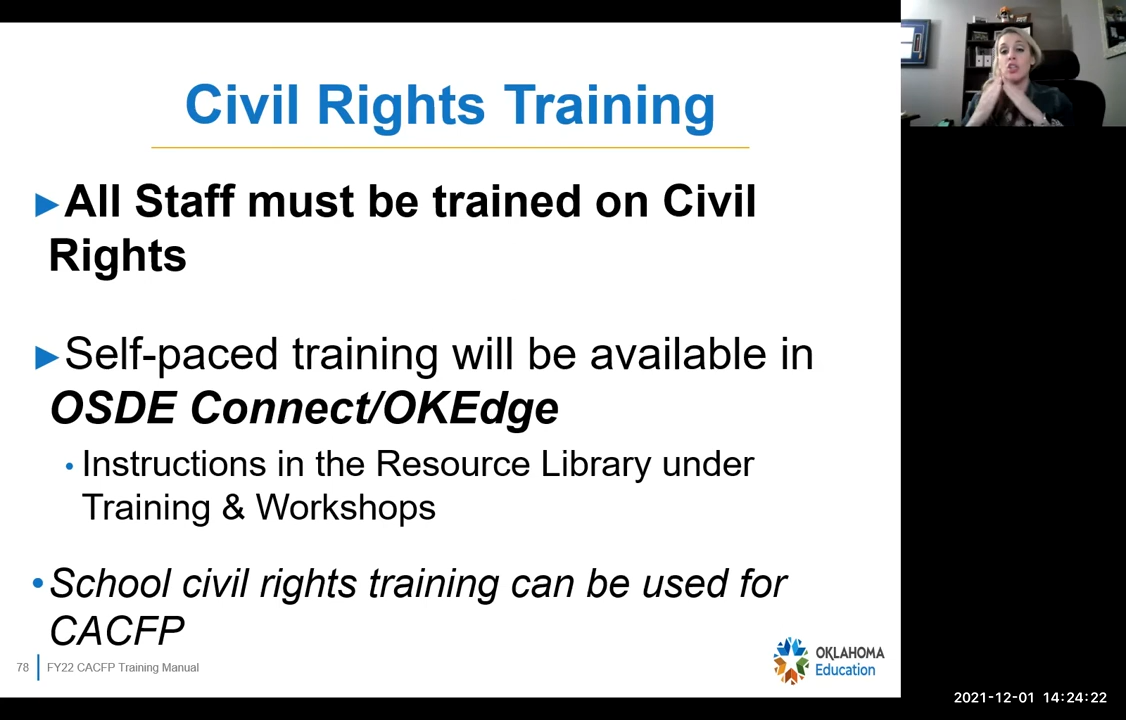 Civil Rights Training
►All Staff must be trained on Civil
Rights
►Self-paced training will be available in
OSDE Connect/OKEdge
• Instructions in the Resource Library under
Training & Workshops
•School civil rights training can be used for
CACFP
78 FY22 CACFP Training Manual
OKLAHOMA
Education
2021-12-01 14:24:22